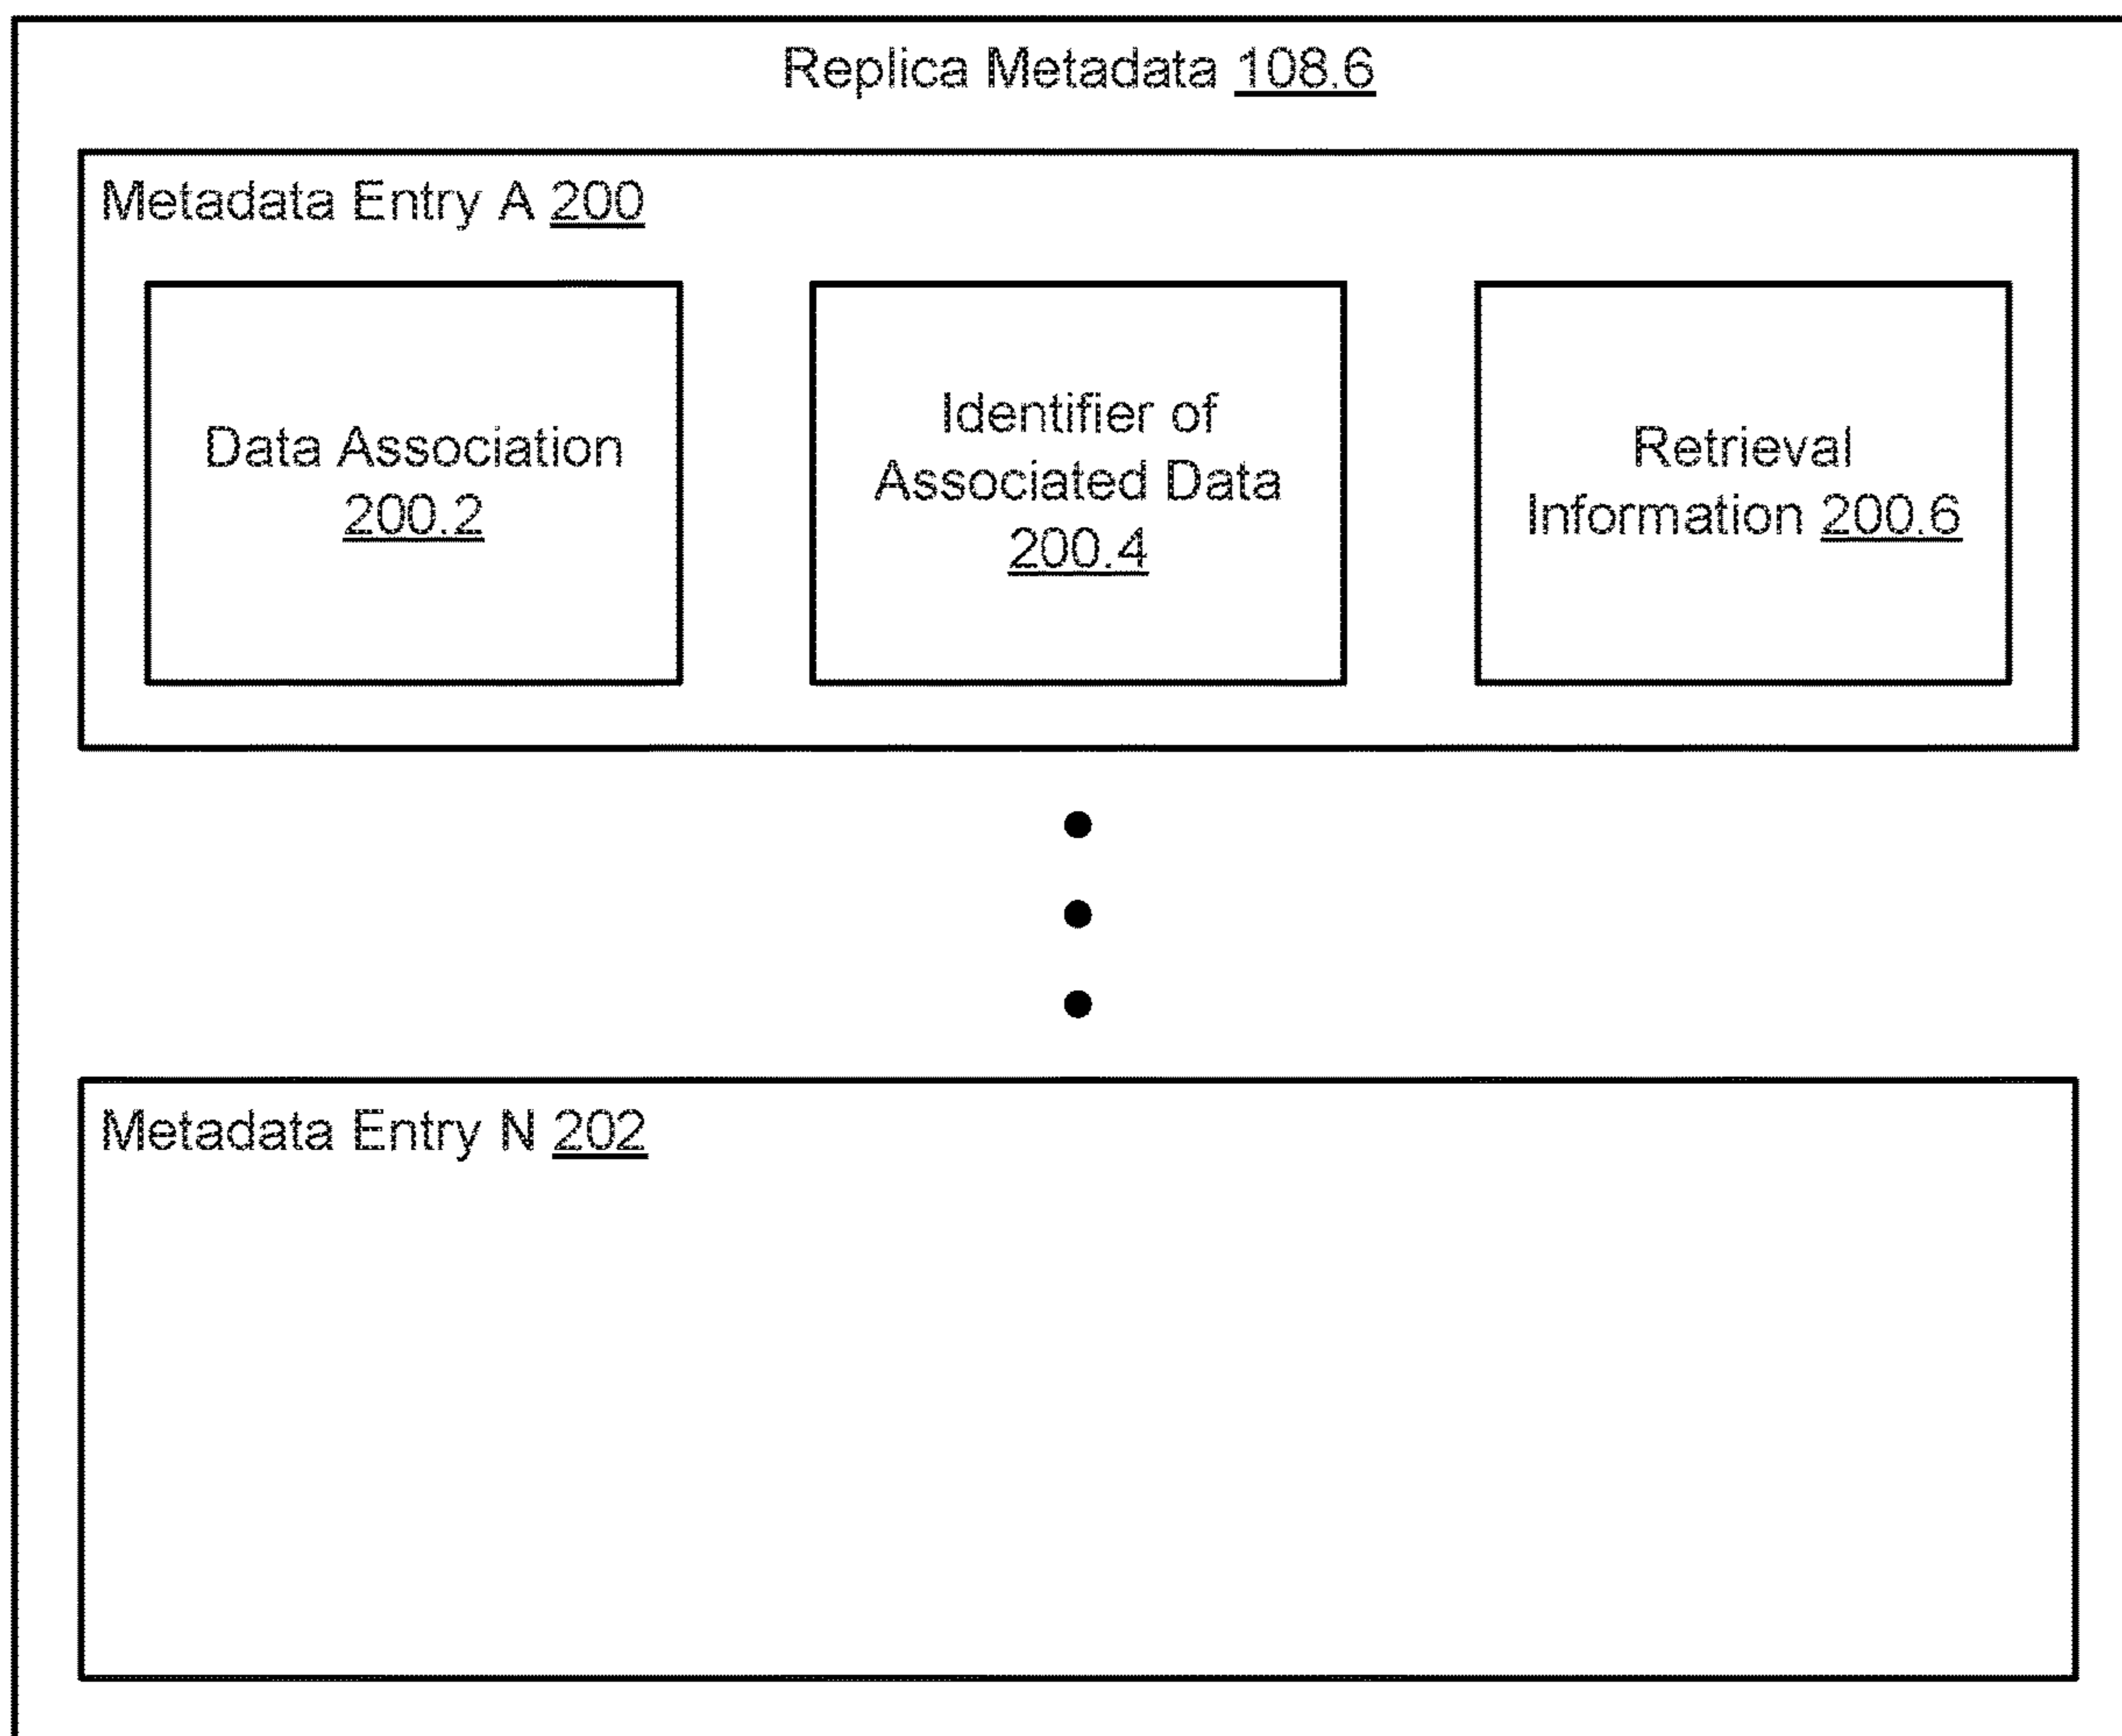 Replica Metadata 108.6
Metadata Entry A 200
Data Association
200.2
Identifier of
Associated Data
200.4
Retrieval
Information 200.6
Metadata Entry N 202